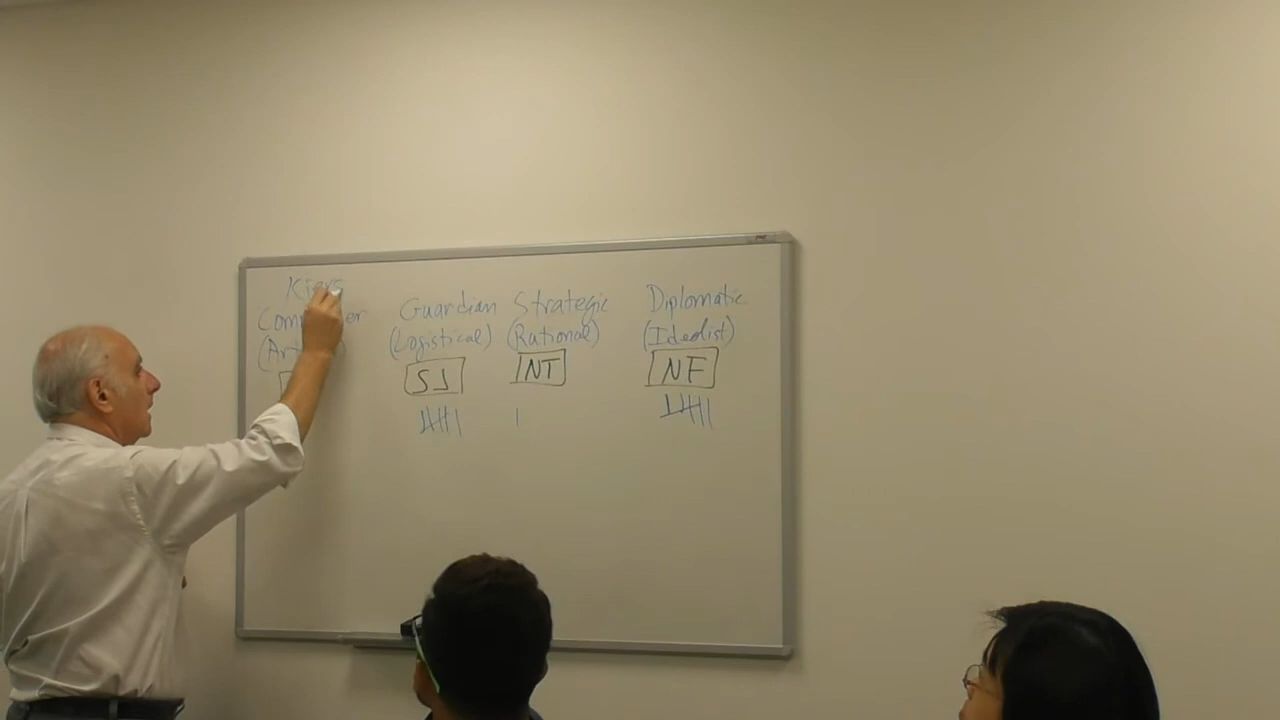 Guardian Strategic Diplomatic
(Logistical) (Rational) (Idealist)
SJ NT NF